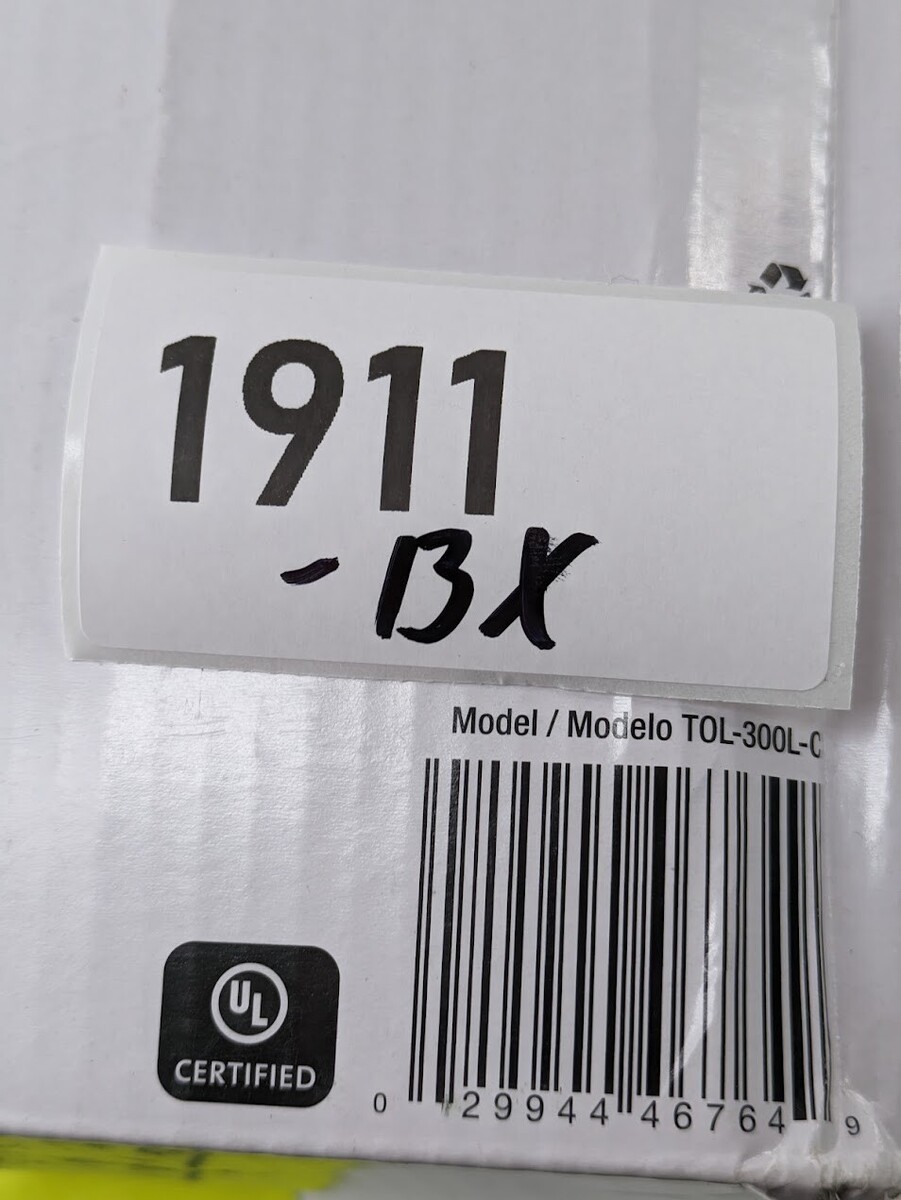 1911
-BX
Model / Modelo TOL-300L-C
UL
CERTIFIED
0 29944 46764 9